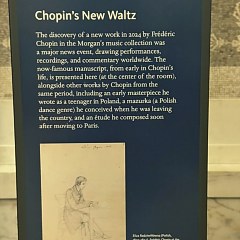 Chopin's New Waltz
The discovery of a new work in 2024 by Frédéric
Chopin in the Morgan's music collection was
a major news event, drawing performances,
recordings, and commentary worldwide. The
now-famous manuscript, from early in Chopin's
life, is presented here (at the center of the room),
alongside other works by Chopin from the
same period, including an early masterpiece he
wrote as a teenager in Poland, a mazurka (a Polish
dance genre) he conceived when he was leaving
the country, and an étude he composed soon
after moving to Paris.